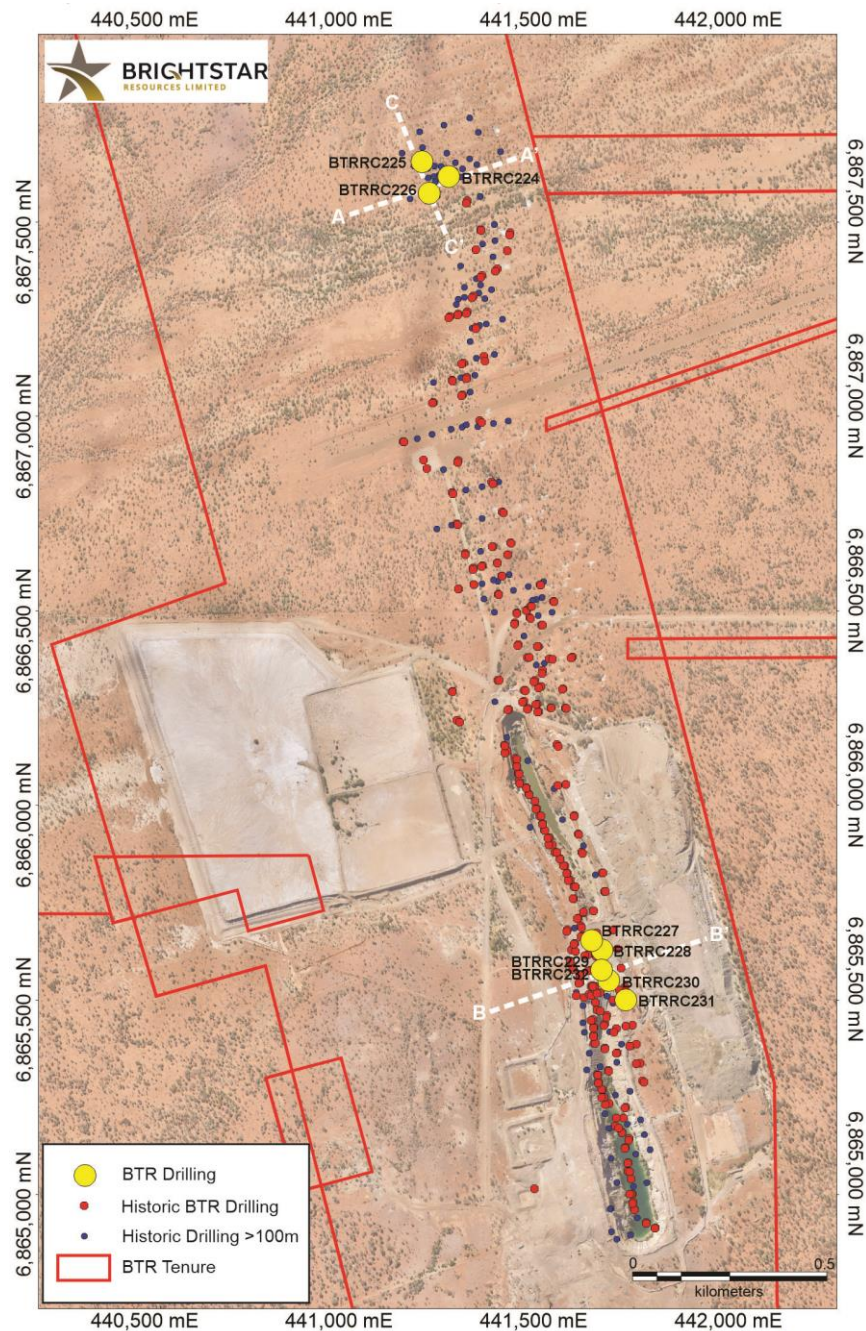 440,500 mE
441,000 mE
441,500 mE
442,000 mE
BRIGHTSTAR
RESOURCES LIMITED
C
BTRRC225
A'
BTRRC224
BTRRC226
A
C'
6,867,500 mN
6,867,500 mN
6,867,000 mN
6,867,000 mN
6,866,500 mN
6,866,500 mN
6,866,000 mN
6,866,000 mN
BTRRC227
B'
BTRRC228
BTRRC229
BTRRC232
BTRRC230
BTRRC231
B
6,865,500 mN
6,865,500 mN
6,865,000 mN
6,865,000 mN
BTR Drilling
Historic BTR Drilling
Historic Drilling >100m
BTR Tenure
0
0.5
kilometers
440,500 mE
441,000 mE
441,500 mE
442,000 mE